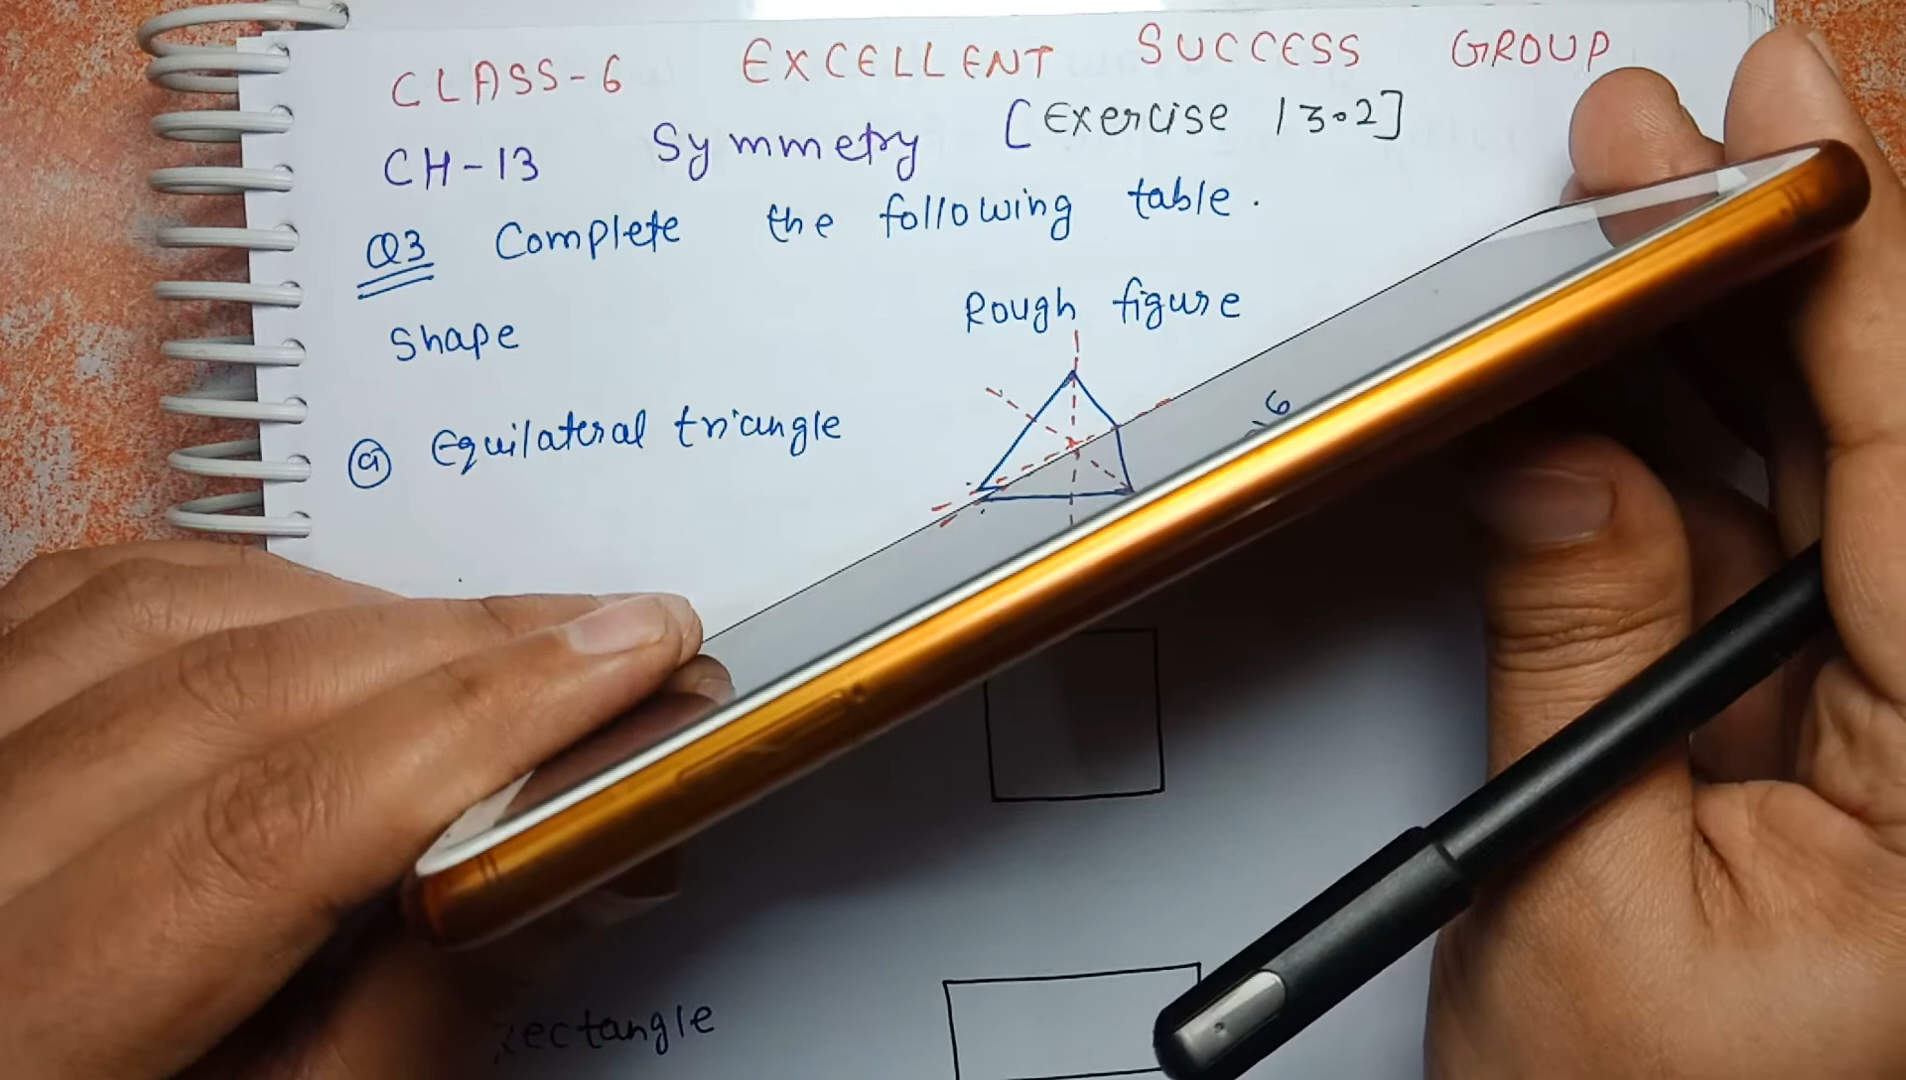 CLASS-6 EXCELLENT SUCCESS GROUP
CH-13 Symmetry [Exercise 13.2]
Q3 Complete the following table.
Shape Rough figure
(a) Equilateral triangle
Rectangle